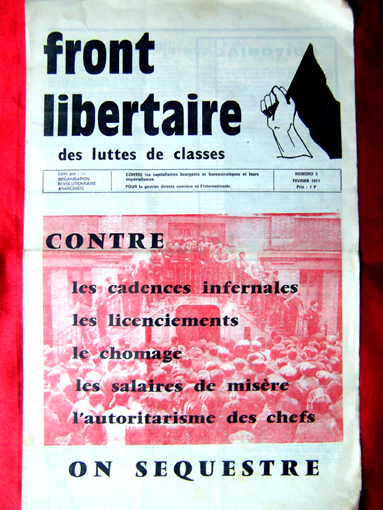 front
libertaire
des luttes de classes
Edité par :
ORGANISATION
REVOLUTIONNAIRE
ANARCHISTE
CONTRE les capitalismes bourgeois et bureaucratiques et leurs
impérialismes.
POUR la gestion directe ouvrière et l'Internationale.
NUMERO 3
FEVRIER 1971
Prix : 1 F
CONTRE
les cadences infernales
les licenciements
le chomage
les salaires de misère
l'autoritarisme des chefs
ON SEQUESTRE